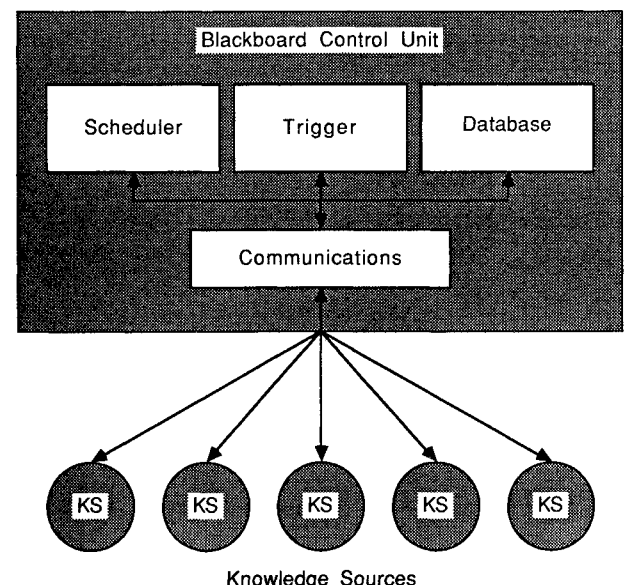 Blackboard Control Unit
Scheduler
Trigger
Database
Communications
KS
KS
KS
KS
KS
Knowledge Sources